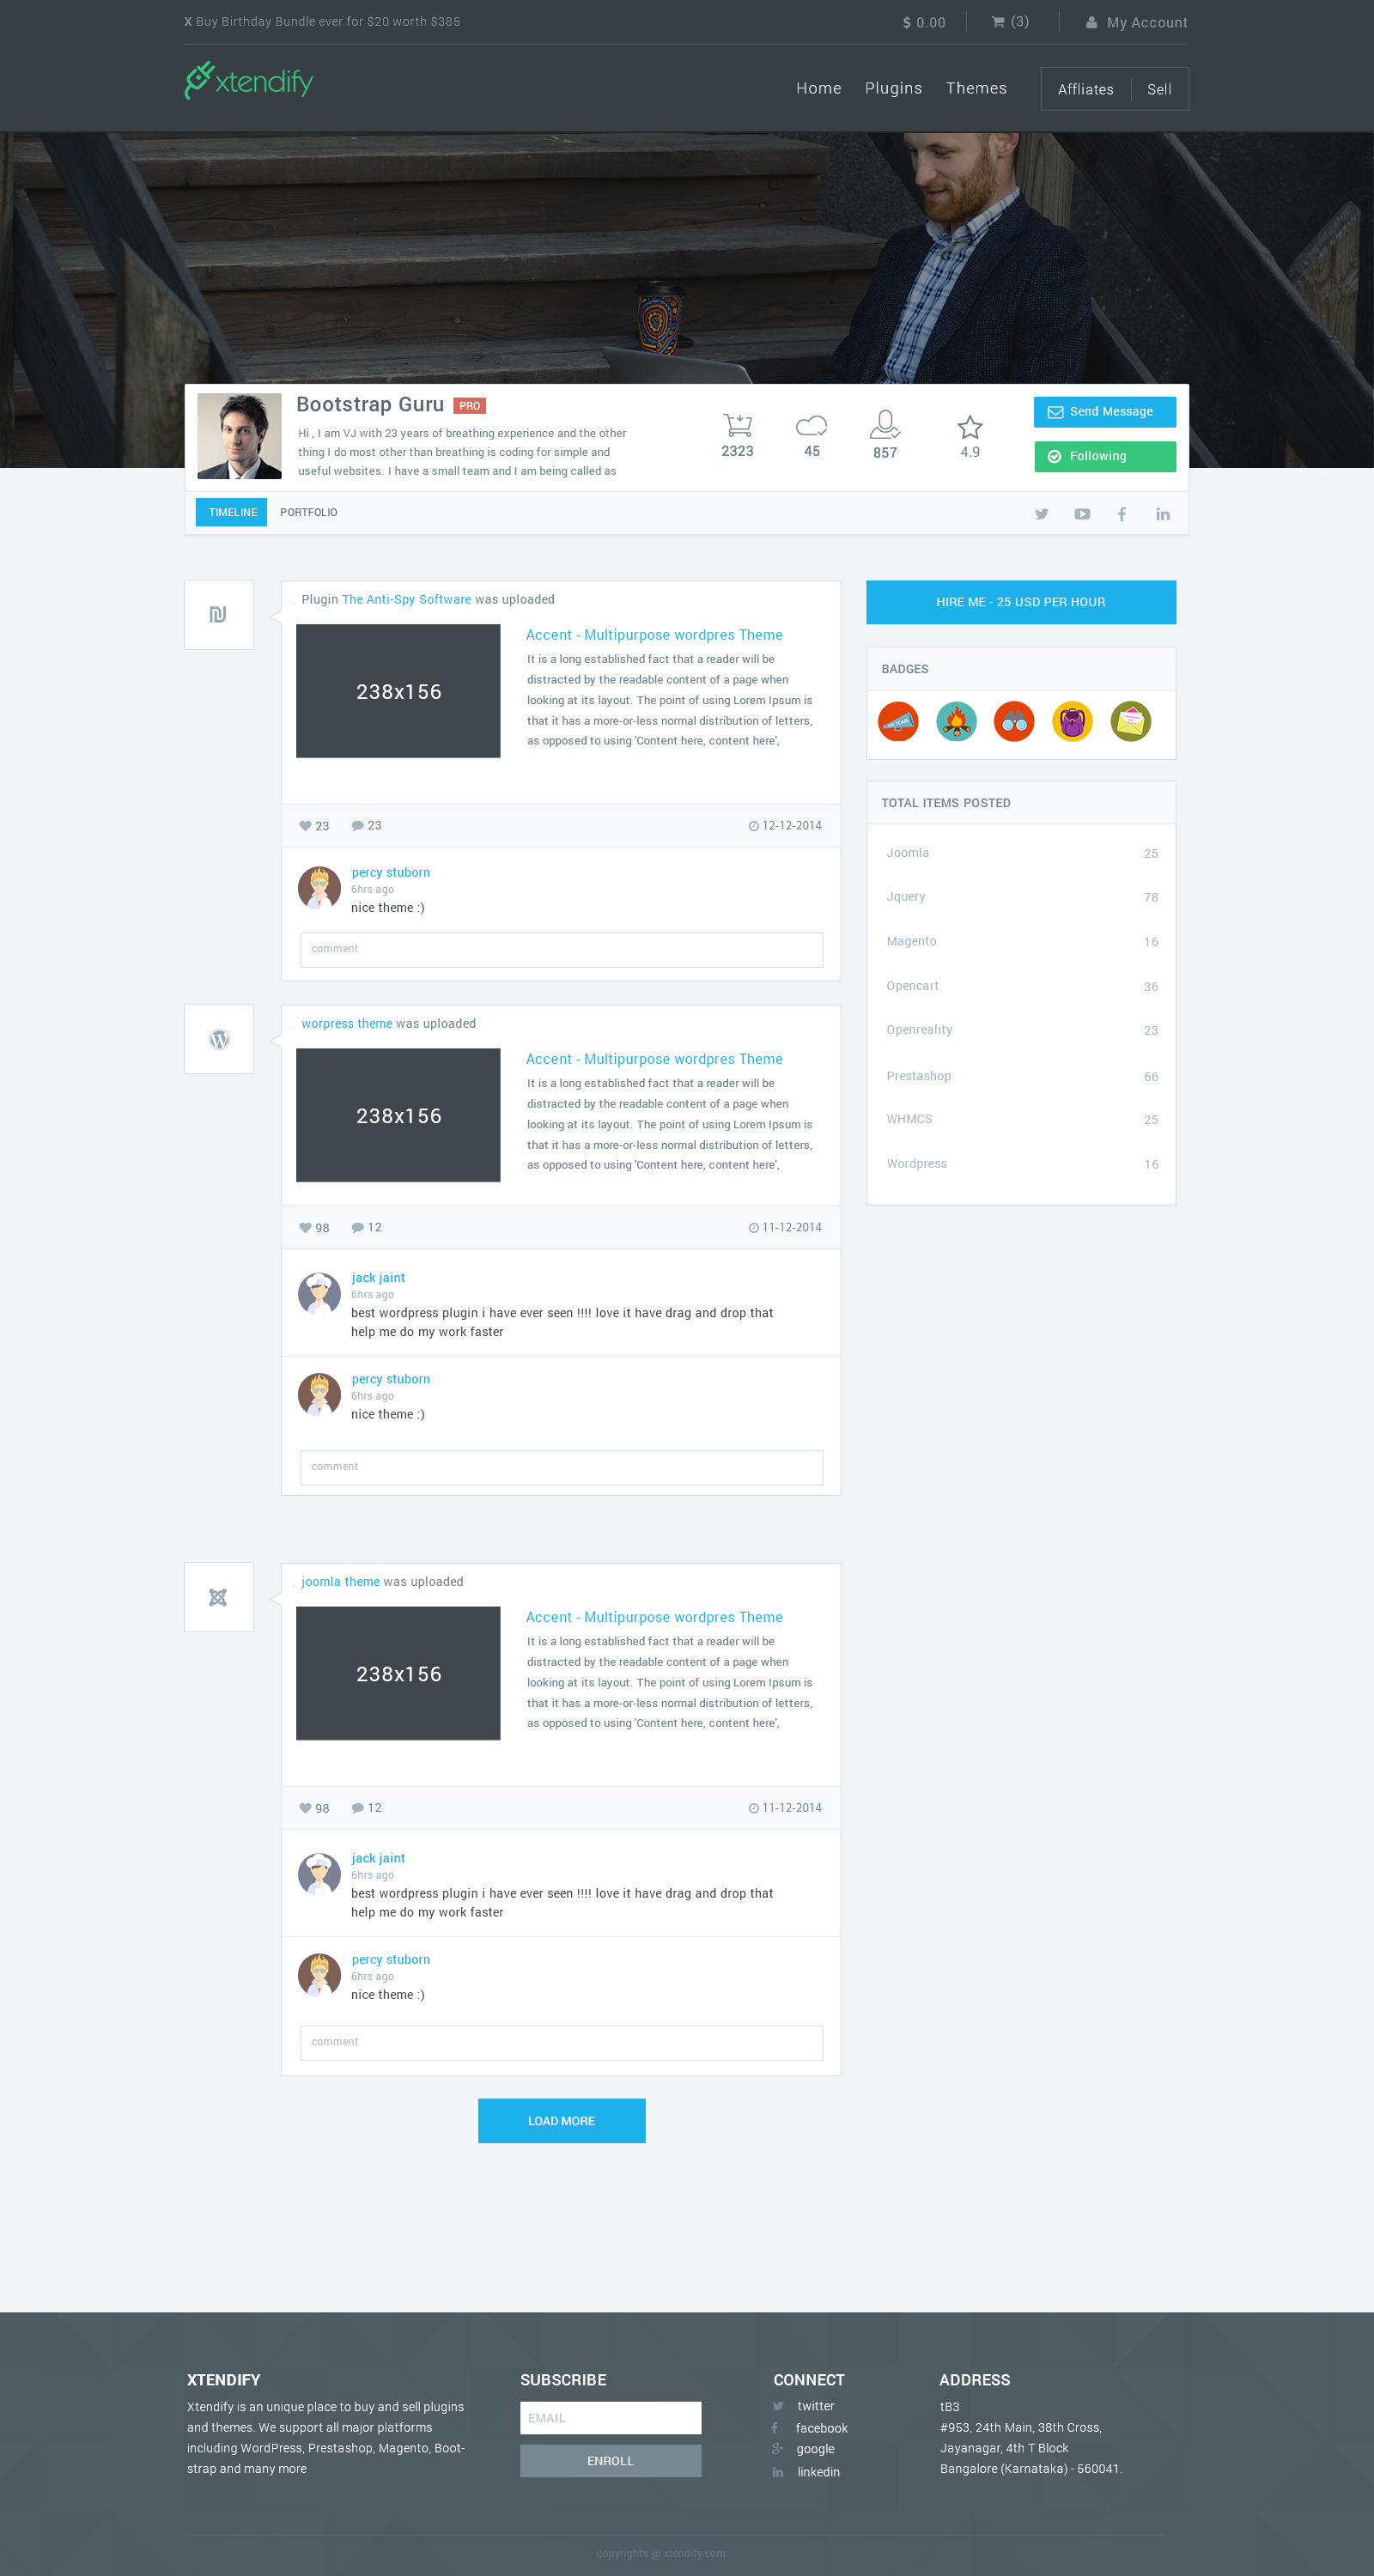 X Buy Birthday Bundle ever for $20 worth $385
$ 0.00
(3)
My Account
xtendify
Home
Plugins
Themes
Affliates
Sell
Bootstrap Guru PRO
Hi , I am VJ with 23 years of breathing experience and the other
thing I do most other than breathing is coding for simple and
useful websites. I have a small team and I am being called as
2323
45
857
4.9
Send Message
Following
TIMELINE
PORTFOLIO
Plugin The Anti-Spy Software was uploaded
238x156
Accent - Multipurpose wordpres Theme
It is a long established fact that a reader will be
distracted by the readable content of a page when
looking at its layout. The point of using Lorem Ipsum is
that it has a more-or-less normal distribution of letters,
as opposed to using 'Content here, content here',
23
23
12-12-2014
percy stuborn
6hrs ago
nice theme :)
comment
worpress theme was uploaded
238x156
Accent - Multipurpose wordpres Theme
It is a long established fact that a reader will be
distracted by the readable content of a page when
looking at its layout. The point of using Lorem Ipsum is
that it has a more-or-less normal distribution of letters,
as opposed to using 'Content here, content here',
98
12
11-12-2014
jack jaint
6hrs ago
best wordpress plugin i have ever seen !!!! love it have drag and drop that
help me do my work faster
percy stuborn
6hrs ago
nice theme :)
comment
joomla theme was uploaded
238x156
Accent - Multipurpose wordpres Theme
It is a long established fact that a reader will be
distracted by the readable content of a page when
looking at its layout. The point of using Lorem Ipsum is
that it has a more-or-less normal distribution of letters,
as opposed to using 'Content here, content here',
98
12
11-12-2014
jack jaint
6hrs ago
best wordpress plugin i have ever seen !!!! love it have drag and drop that
help me do my work faster
percy stuborn
6hrs ago
nice theme :)
comment
LOAD MORE
HIRE ME - 25 USD PER HOUR
BADGES
TOTAL ITEMS POSTED
Joomla 25
Jquery 78
Magento 16
Opencart 36
Openreality 23
Prestashop 66
WHMCS 25
Wordpress 16
XTENDIFY
Xtendify is an unique place to buy and sell plugins
and themes. We support all major platforms
including WordPress, Prestashop, Magento, Boot-
strap and many more
SUBSCRIBE
EMAIL
ENROLL
CONNECT
twitter
facebook
google
linkedin
ADDRESS
tB3
#953, 24th Main, 38th Cross,
Jayanagar, 4th T Block
Bangalore (Karnataka) - 560041.
copyrights @ xtendify.com